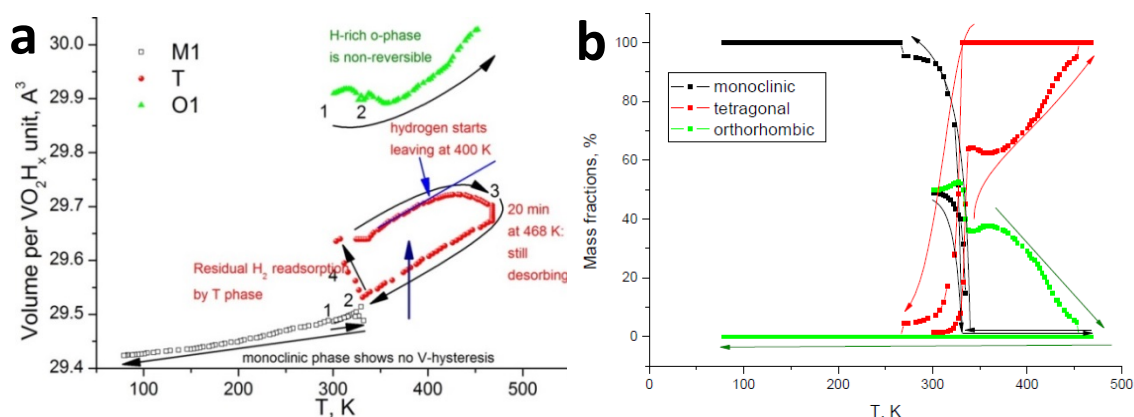 a
Volume per VO2Hx unit, A^3
30.0
29.9
29.8
29.7
29.6
29.5
29.4
M1
T
O1
H-rich o-phase
is non-reversible
1
2
hydrogen starts
leaving at 400 K
3
20 min
at 468 K:
still
desorbing
Residual H2 readsorption
by T phase
4
2
1
monoclinic phase shows no V-hysteresis
100
200
300
400
500
T, K
b
Mass fractions, %
100
80
60
40
20
0
monoclinic
tetragonal
orthorhombic
0
100
200
300
400
500
T, K